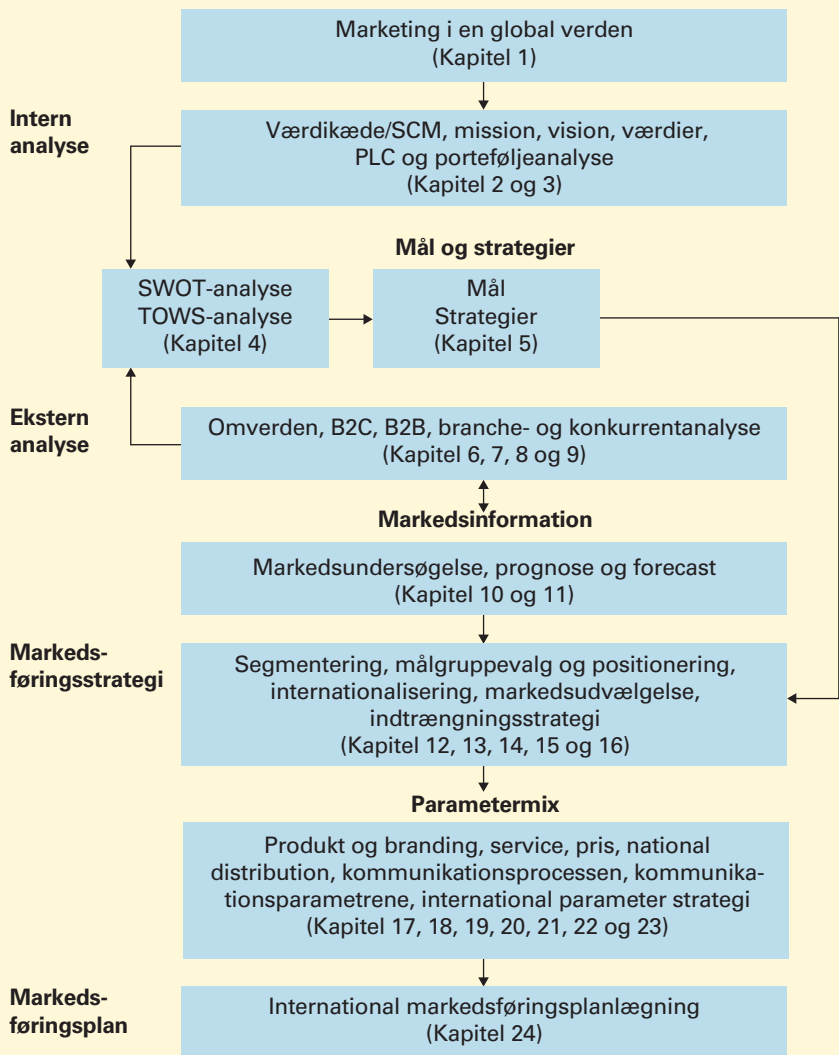 Marketing i en global verden
(Kapitel 1)
Intern
analyse
Værdikæde/SCM, mission, vision, værdier,
PLC og porteføljeanalyse
(Kapitel 2 og 3)
Mål og strategier
SWOT-analyse
TOWS-analyse
(Kapitel 4)
Mål
Strategier
(Kapitel 5)
Ekstern
analyse
Omverden, B2C, B2B, branche- og konkurrentanalyse
(Kapitel 6, 7, 8 og 9)
Markedsinformation
Markedsundersøgelse, prognose og forecast
(Kapitel 10 og 11)
Markeds-
føringsstrategi
Segmentering, målgruppevalg og positionering,
internationalisering, markedsudvælgelse,
indtrængningsstrategi
(Kapitel 12, 13, 14, 15 og 16)
Parametermix
Produkt og branding, service, pris, national
distribution, kommunikationsprocessen, kommunika-
tionsparametrene, international parameter strategi
(Kapitel 17, 18, 19, 20, 21, 22 og 23)
Markeds-
føringsplan
International markedsføringsplanlægning
(Kapitel 24)